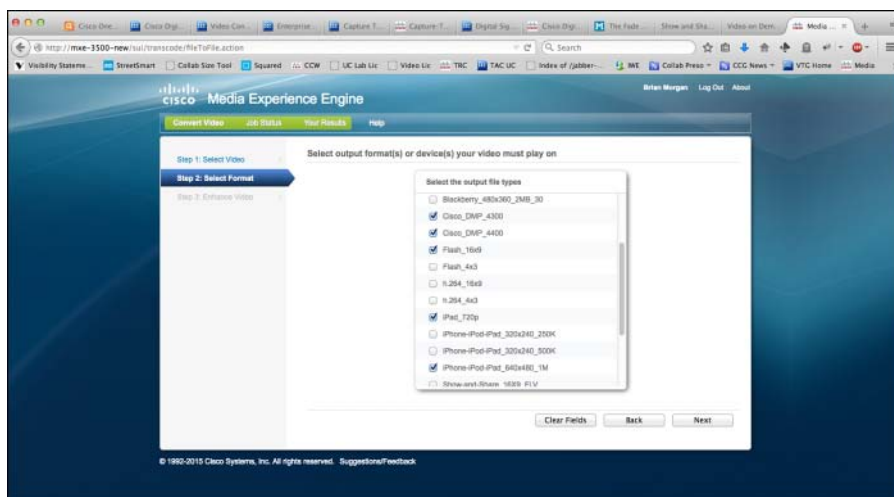 Cisco One...
Cisco Digi...
Video Con...
Enterprise...
Capture T...
Capture-T...
Digital Sig...
Cisco Digi...
The Fade...
Show and Sha...
Video on Dem...
Media ...
http://mxe-3500-new/sui/transcode/fileToFile.action
Search
Visibility Stateme...
StreetSmart
Collab Size Tool
Squared
CCW
UC Lab Lic
Video Lic
TRC
TAC UC
Index of /jabber-...
IWE
Collab Preso
CCG News
VTG Home
Media
CISCO Media Experience Engine
Brian Morgan Log Out About
Convert Video Job Status Your Results Help
Step 1: Select Video
Step 2: Select Format
Step 3: Enhance Video
Select output format(s) or device(s) your video must play on
Select the output file types
Blackberry_480x360_2MB_30
Cisco_DMP_4300
Cisco_DMP_4400
Flash_16x9
Flash_4x3
h.264_16x9
h.264_4x3
iPad_720p
iPhone-iPod-iPad_320x240_250K
iPhone-iPod-iPad_320x240_500K
iPhone-iPod-iPad_640x480_1M
Show-and-Share_16X9_FLV
Clear Fields Back Next
© 1992-2015 Cisco Systems, Inc. All rights reserved. Suggestions/Feedback